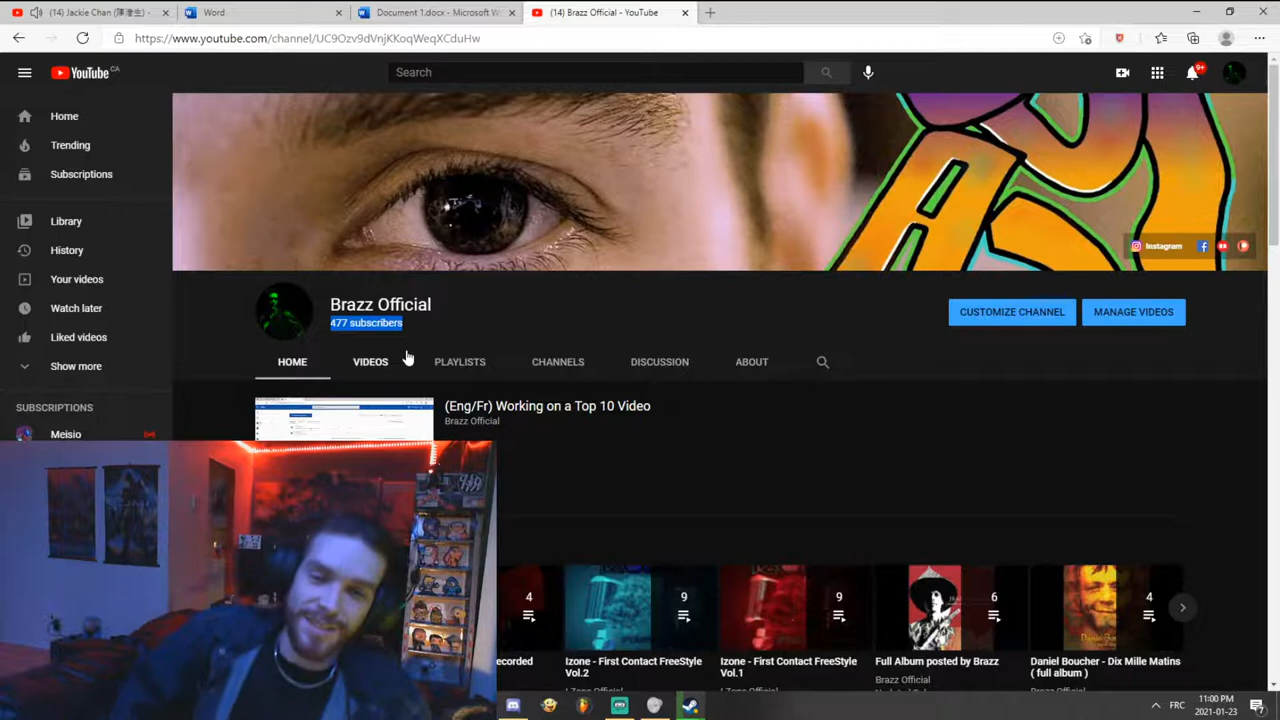 (14) Jackie Chan (陳港生)
Word
Document 1.docx - Microsoft W
(14) Brazz Official - YouTube
https://www.youtube.com/channel/UC9Ozv9dVnjKKoqWeqXCduHw
YouTube CA
Search
9+
Home
Trending
Subscriptions
Library
History
Your videos
Watch later
Liked videos
Show more
SUBSCRIPTIONS
Meisio
Instagram
Brazz Official
477 subscribers
CUSTOMIZE CHANNEL
MANAGE VIDEOS
HOME
VIDEOS
PLAYLISTS
CHANNELS
DISCUSSION
ABOUT
(Eng/Fr) Working on a Top 10 Video
Brazz Official
4
9
9
6
4
ecorded
Izone - First Contact FreeStyle Vol.2
Izone - First Contact FreeStyle Vol.1
Full Album posted by Brazz
Brazz Official
Daniel Boucher - Dix Mille Matins ( full album )
FRC
11:00 PM
2021-01-23